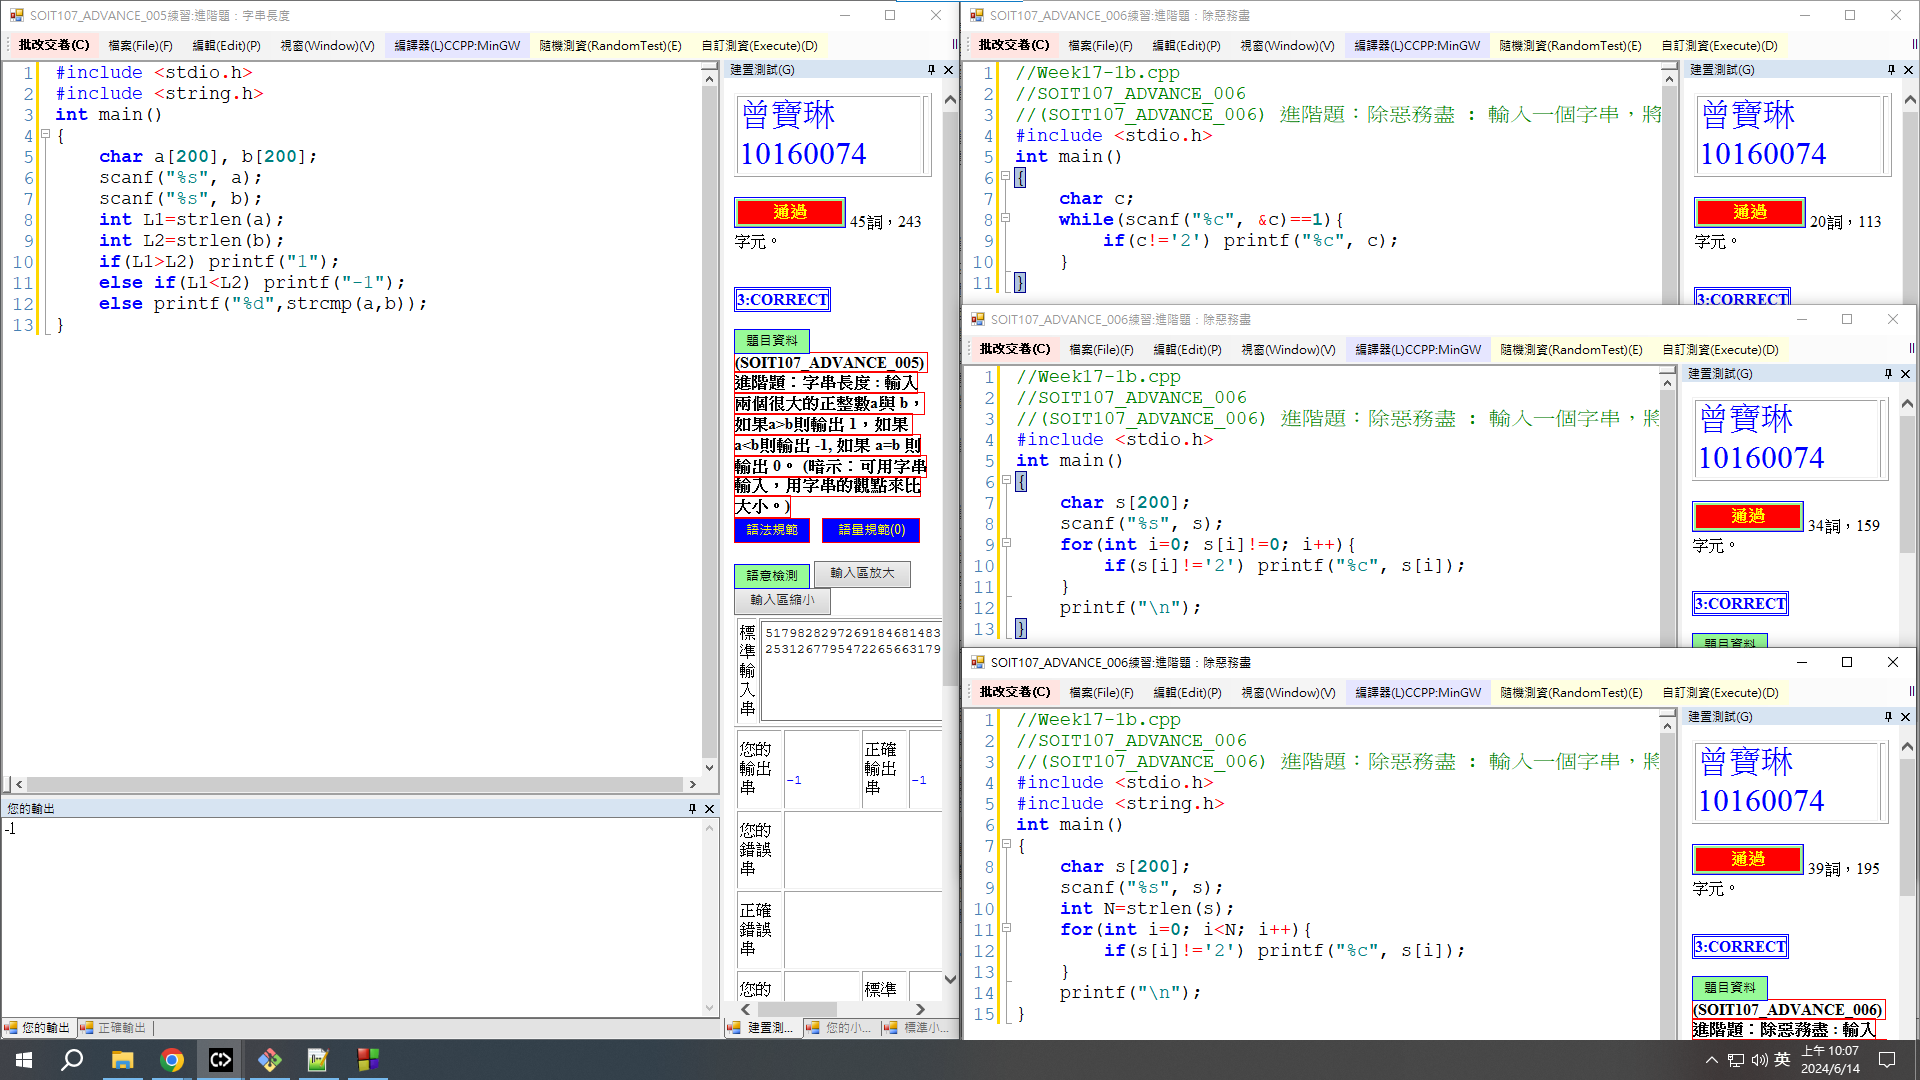 SOIT107_ADVANCE_005練習:進階題：字串長度
批改交卷(C) 檔案(File)(F) 編輯(Edit)(P) 視窗(Window)(V) 編譯器(L)CCPP:MinGW 隨機測資(RandomTest)(E) 自訂測資(Execute)(D)
1 #include <stdio.h>
2 #include <string.h>
3 int main()
4 {
5 char a[200], b[200];
6 scanf("%s", a);
7 scanf("%s", b);
8 int L1=strlen(a);
9 int L2=strlen(b);
10 if(L1>L2) printf("1");
11 else if(L1<L2) printf("-1");
12 else printf("%d",strcmp(a,b));
13 }
您的輸出
-1
您的輸出 正確輸出
建置測試(G)
曾寶琳
10160074
通過 45詞，243
字元。
3:CORRECT
題目資料
(SOIT107_ADVANCE_005)
進階題：字串長度 : 輸入
兩個很大的正整數a與 b，
如果a>b則輸出 1，如果
a<b則輸出 -1, 如果 a=b 則
輸出 0。 (暗示：可用字串
輸入，用字串的觀點來比
大小。)
語法規範 語量規範(0)
語意檢測 輸入區放大
輸入區縮小
標準輸入串
5179828297269184681483
2531267795472265663179
您的輸出串 -1 正確輸出串 -1
您的錯誤串
正確錯誤串
您的 標準
建置測... 您的小... 標準小...
SOIT107_ADVANCE_006練習:進階題：除惡務盡
批改交卷(C) 檔案(File)(F) 編輯(Edit)(P) 視窗(Window)(V) 編譯器(L)CCPP:MinGW 隨機測資(RandomTest)(E) 自訂測資(Execute)(D)
1 //Week17-1b.cpp
2 //SOIT107_ADVANCE_006
3 //(SOIT107_ADVANCE_006) 進階題：除惡務盡 : 輸入一個字串，將
4 #include <stdio.h>
5 int main()
6 {
7 char c;
8 while(scanf("%c", &c)==1){
9 if(c!='2') printf("%c", c);
10 }
11 }
建置測試(G)
曾寶琳
10160074
通過 20詞，113
字元。
3:CORRECT
SOIT107_ADVANCE_006練習:進階題：除惡務盡
批改交卷(C) 檔案(File)(F) 編輯(Edit)(P) 視窗(Window)(V) 編譯器(L)CCPP:MinGW 隨機測資(RandomTest)(E) 自訂測資(Execute)(D)
1 //Week17-1b.cpp
2 //SOIT107_ADVANCE_006
3 //(SOIT107_ADVANCE_006) 進階題：除惡務盡 : 輸入一個字串，將
4 #include <stdio.h>
5 int main()
6 {
7 char s[200];
8 scanf("%s", s);
9 for(int i=0; s[i]!=0; i++){
10 if(s[i]!='2') printf("%c", s[i]);
11 }
12 printf("\n");
13 }
建置測試(G)
曾寶琳
10160074
通過 34詞，159
字元。
3:CORRECT
題目資料
SOIT107_ADVANCE_006練習:進階題：除惡務盡
批改交卷(C) 檔案(File)(F) 編輯(Edit)(P) 視窗(Window)(V) 編譯器(L)CCPP:MinGW 隨機測資(RandomTest)(E) 自訂測資(Execute)(D)
1 //Week17-1b.cpp
2 //SOIT107_ADVANCE_006
3 //(SOIT107_ADVANCE_006) 進階題：除惡務盡 : 輸入一個字串，將
4 #include <stdio.h>
5 #include <string.h>
6 int main()
7 {
8 char s[200];
9 scanf("%s", s);
10 int N=strlen(s);
11 for(int i=0; i<N; i++){
12 if(s[i]!='2') printf("%c", s[i]);
13 }
14 printf("\n");
15 }
建置測試(G)
曾寶琳
10160074
通過 39詞，195
字元。
3:CORRECT
題目資料
(SOIT107_ADVANCE_006)
進階題：除惡務盡 : 輸入
英 上午 10:07
2024/6/14